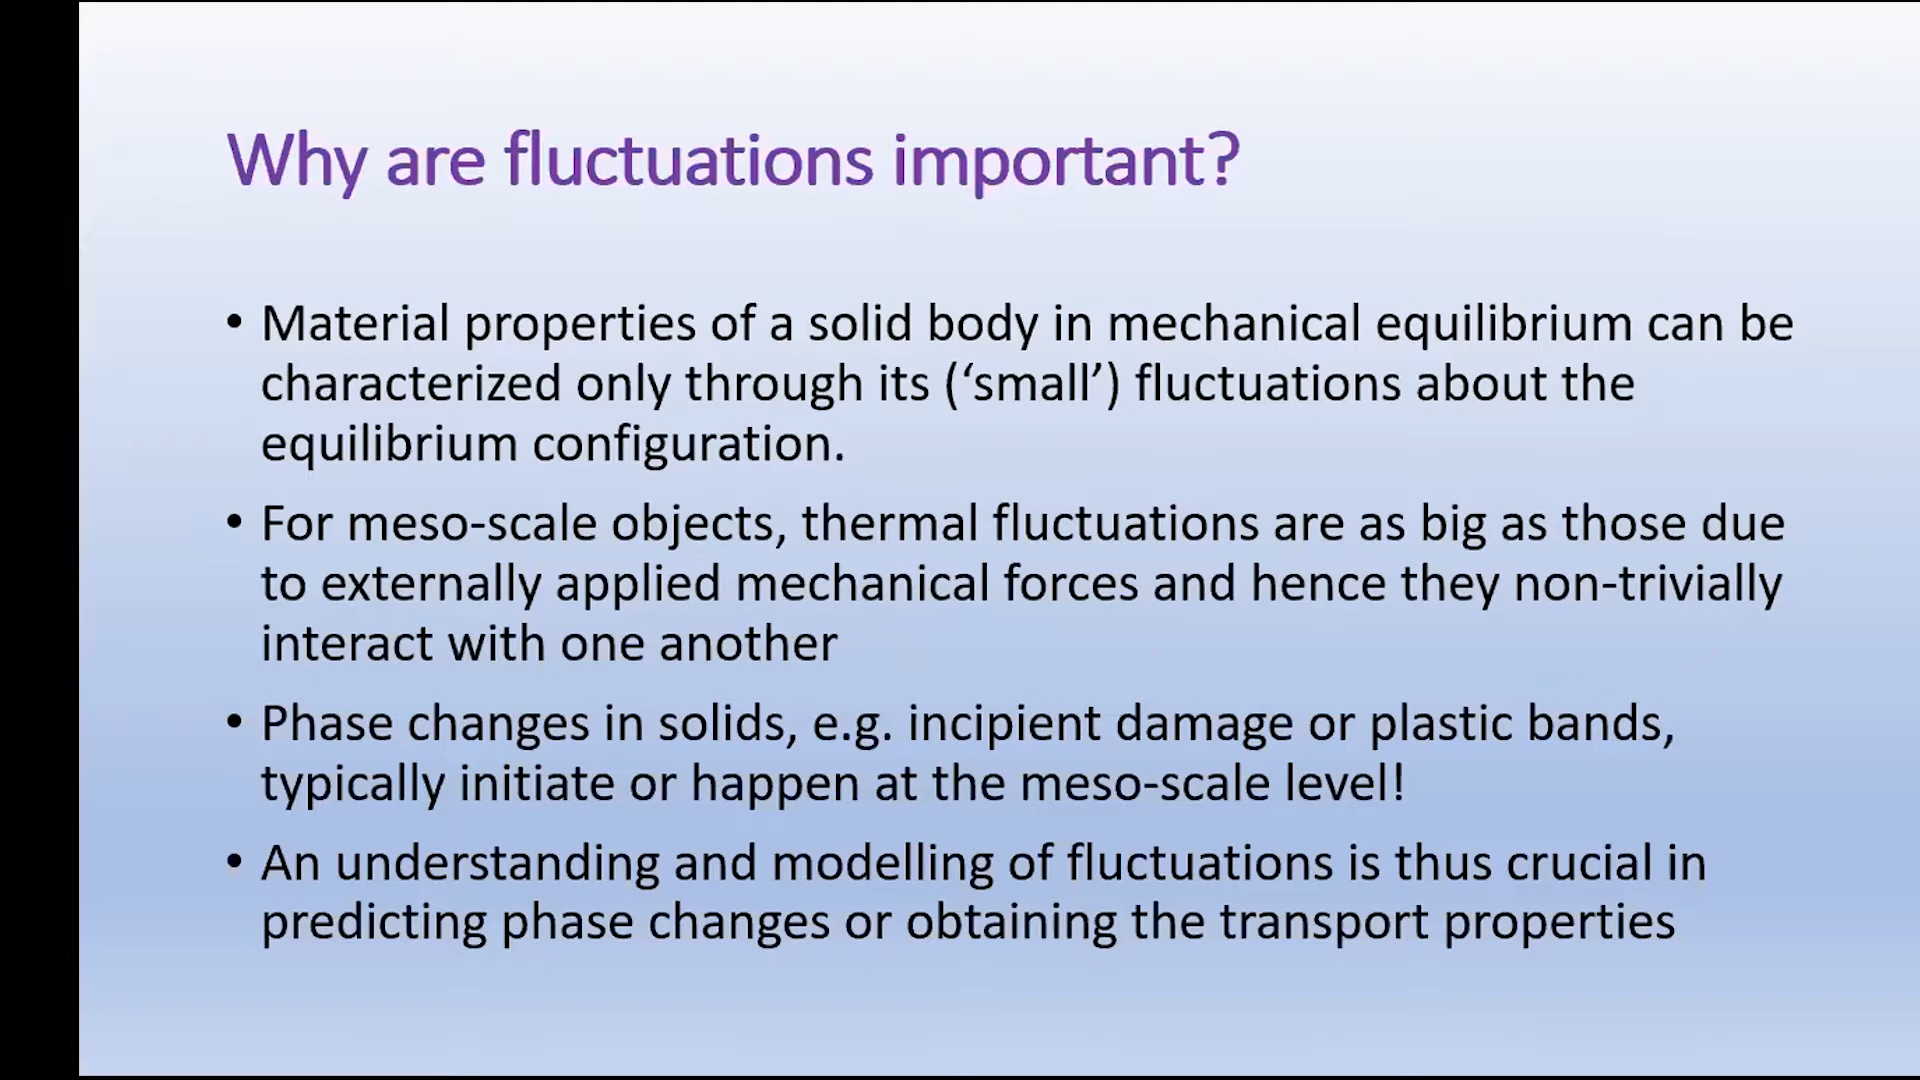 Why are fluctuations important?
• Material properties of a solid body in mechanical equilibrium can be
characterized only through its (‘small’) fluctuations about the
equilibrium configuration.
• For meso-scale objects, thermal fluctuations are as big as those due
to externally applied mechanical forces and hence they non-trivially
interact with one another
• Phase changes in solids, e.g. incipient damage or plastic bands,
typically initiate or happen at the meso-scale level!
• An understanding and modelling of fluctuations is thus crucial in
predicting phase changes or obtaining the transport properties